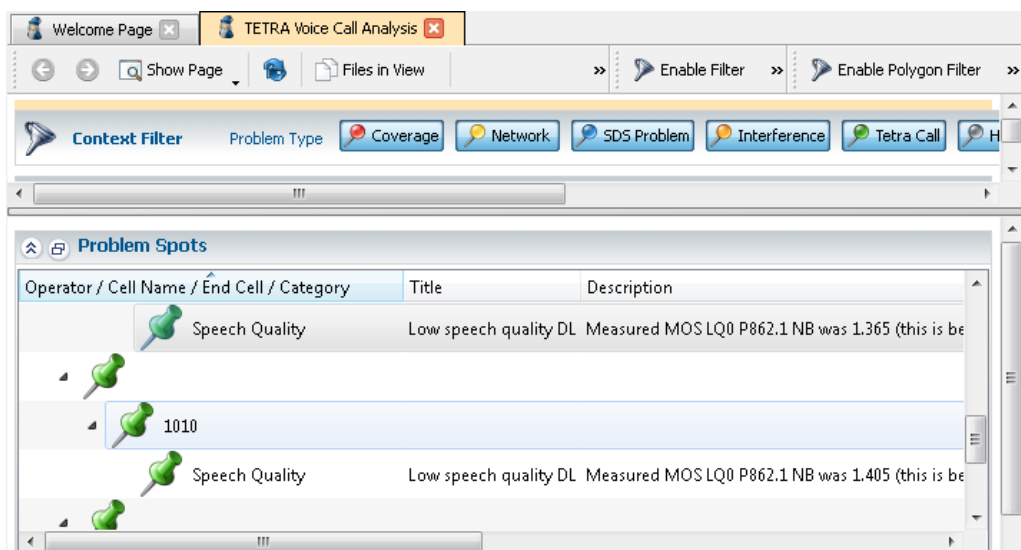 Welcome Page TETRA Voice Call Analysis
Show Page Files in View » Enable Filter » Enable Polygon Filter »
Context Filter Problem Type Coverage Network SDS Problem Interference Tetra Call H
Problem Spots
Operator / Cell Name / End Cell / Category Title Description
Speech Quality Low speech quality DL Measured MOS LQ0 P862.1 NB was 1.365 (this is be
1010
Speech Quality Low speech quality DL Measured MOS LQ0 P862.1 NB was 1.405 (this is be